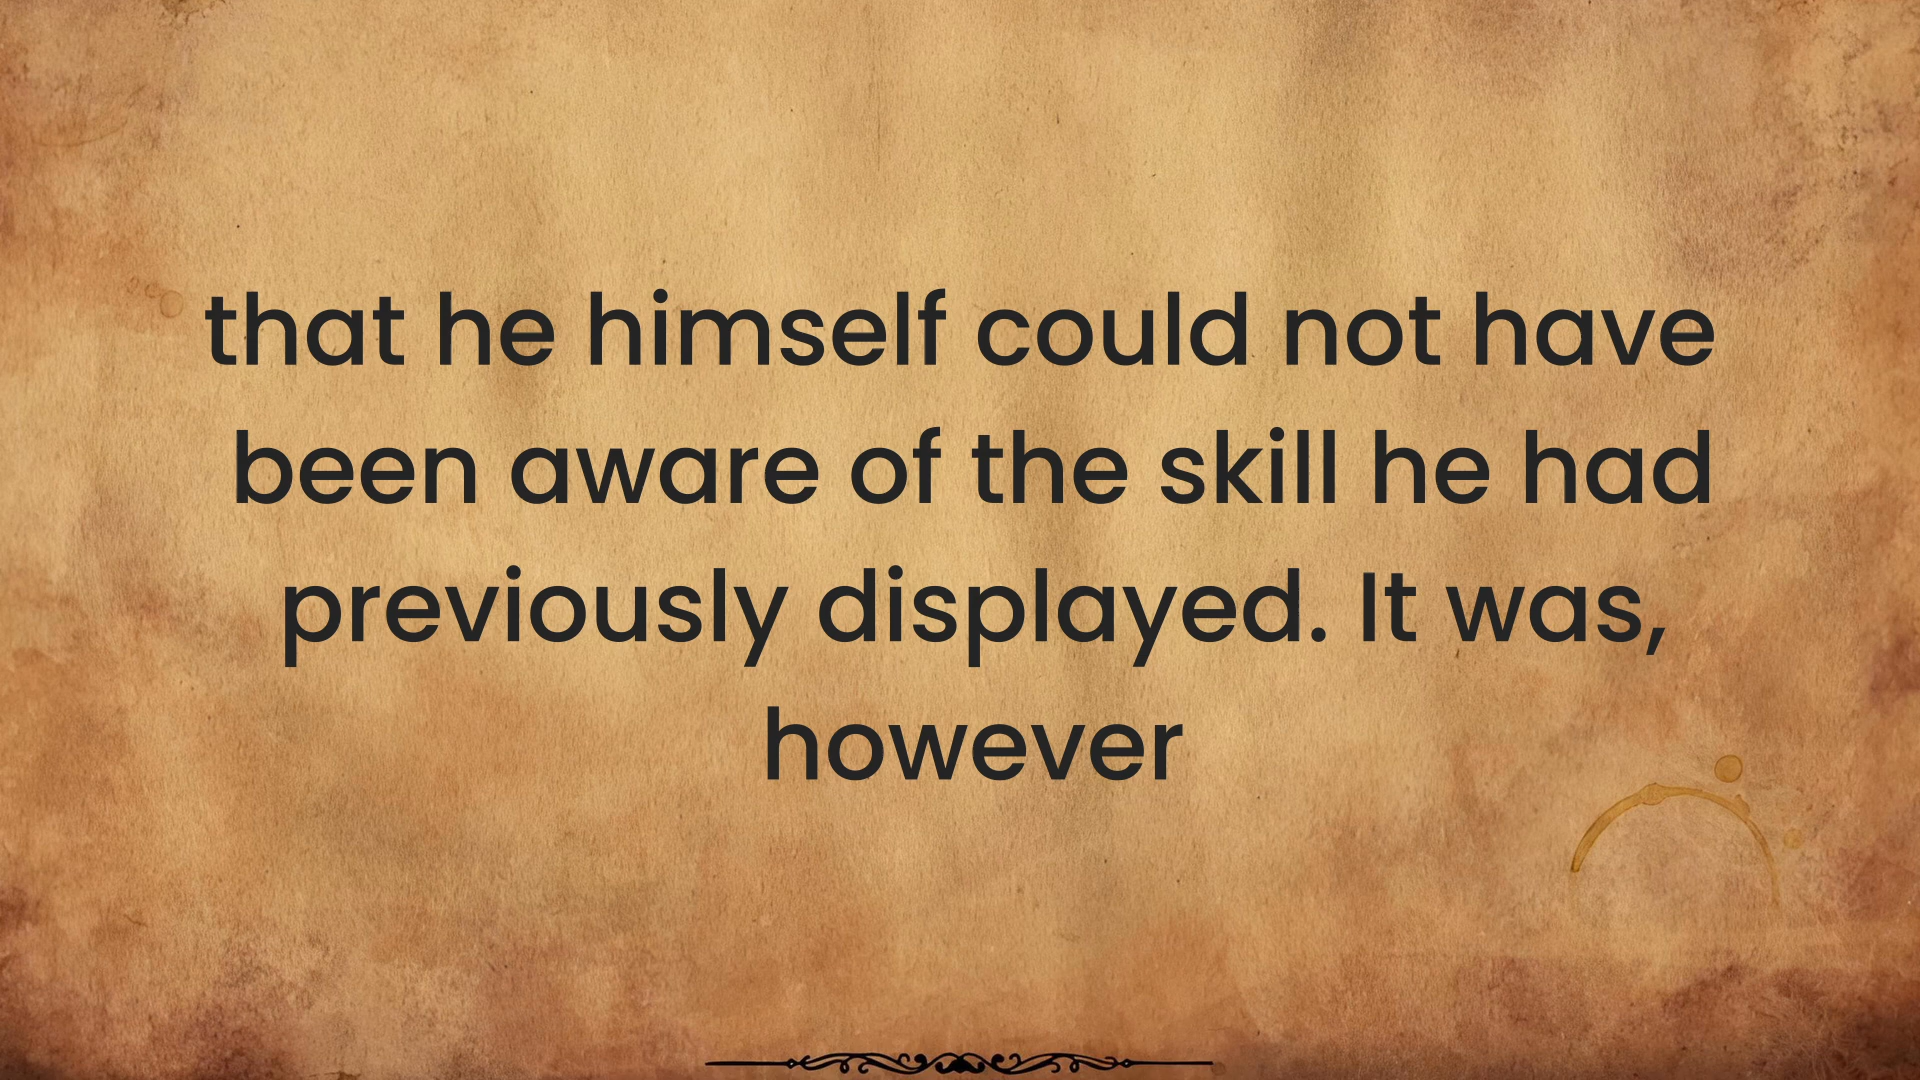 that he himself could not have
been aware of the skill he had
previously displayed. It was,
however